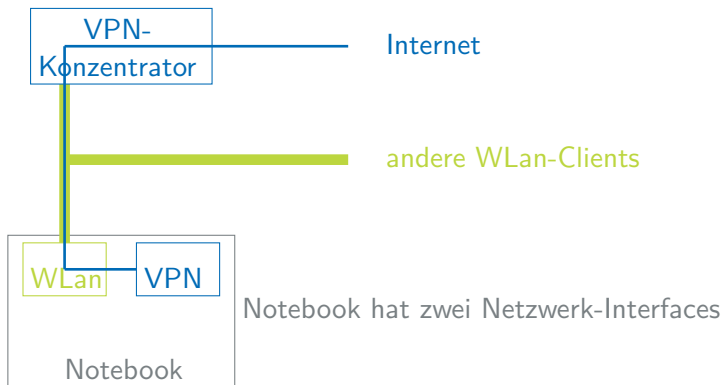 VPN-
Konzentrator
Internet
andere WLan-Clients
WLan
VPN
Notebook hat zwei Netzwerk-Interfaces
Notebook